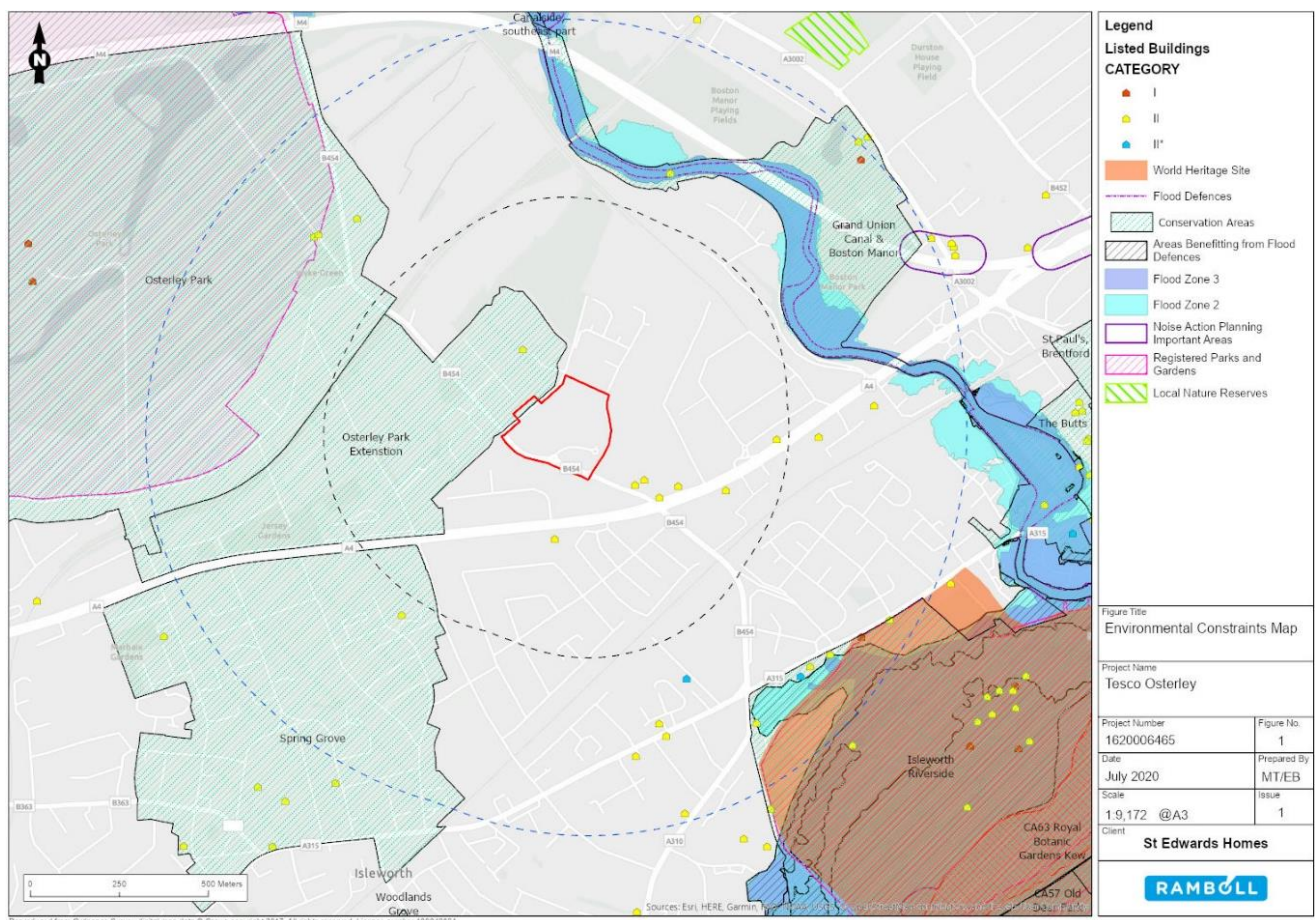 N
M4
Canalside,
southeast part
M4
M4
A3002
Durston
House
Playing
Field
Boston
Manor
Playing
Fields
B454
B452
Osterley
Park
Osterley Park
Wyke Green
Grand Union
Canal &
Boston Manor
Boston
Manor Park
A3002
B454
St Paul's,
Brentford
A4
The Butts
Osterley Park
Extenstion
B454
B454
Jersey
Gardens
A4
A315
A4
B454
A315
Spring Grove
Isleworth
Riverside
B363
B363
A315
A310
Isleworth
Woodlands
Grove
CA63 Royal
Botanic
Gardens Kew
CA57 Old
0 250 500 Meters
Sources: Esri, HERE, Garmin,
Legend
Listed Buildings
CATEGORY
I
II
II*
World Heritage Site
Flood Defences
Conservation Areas
Areas Benefitting from Flood
Defences
Flood Zone 3
Flood Zone 2
Noise Action Planning
Important Areas
Registered Parks and
Gardens
Local Nature Reserves
Figure Title
Environmental Constraints Map
Project Name
Tesco Osterley
Project Number
1620006465
Figure No.
1
Date
July 2020
Prepared By
MT/EB
Scale
1:9,172 @A3
Issue
1
Client
St Edwards Homes
RAMBOLL